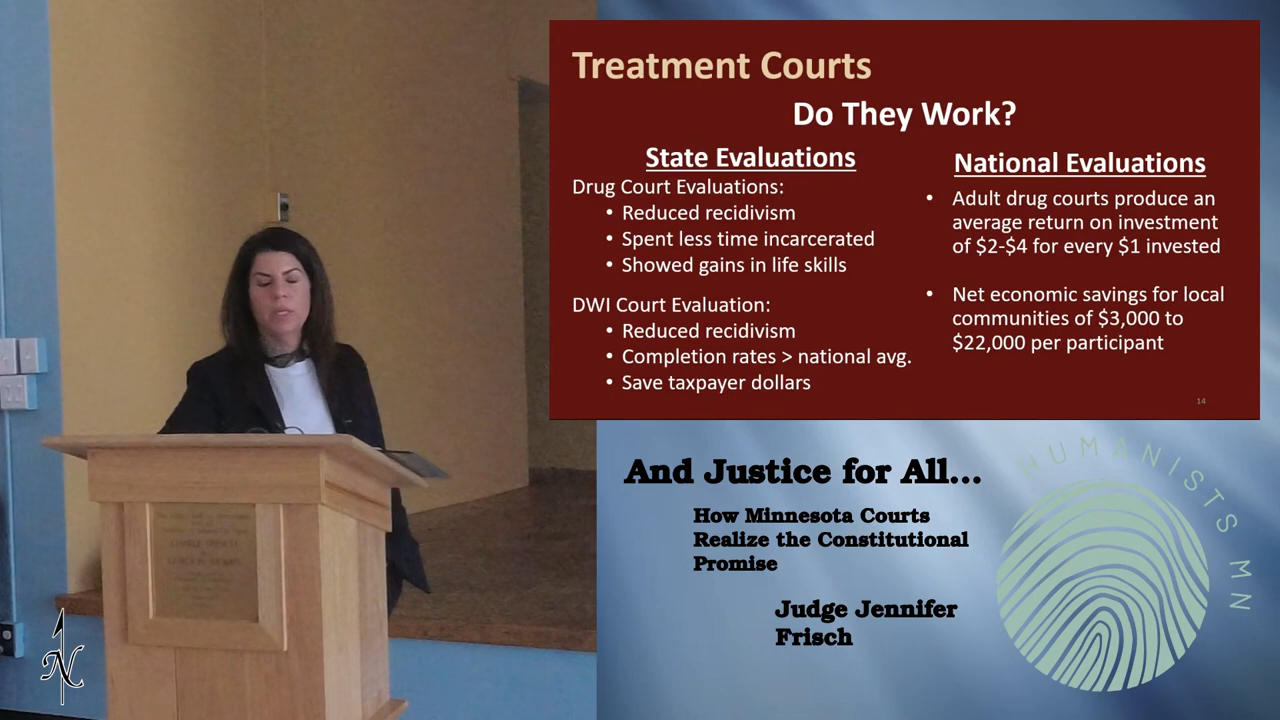 Treatment Courts
Do They Work?
State Evaluations
Drug Court Evaluations:
• Reduced recidivism
• Spent less time incarcerated
• Showed gains in life skills
DWI Court Evaluation:
• Reduced recidivism
• Completion rates > national avg.
• Save taxpayer dollars
National Evaluations
• Adult drug courts produce an
average return on investment
of $2-$4 for every $1 invested
• Net economic savings for local
communities of $3,000 to
$22,000 per participant
14
And Justice for All...
How Minnesota Courts
Realize the Constitutional
Promise
Judge Jennifer
Frisch
HUMANISTS MN
N